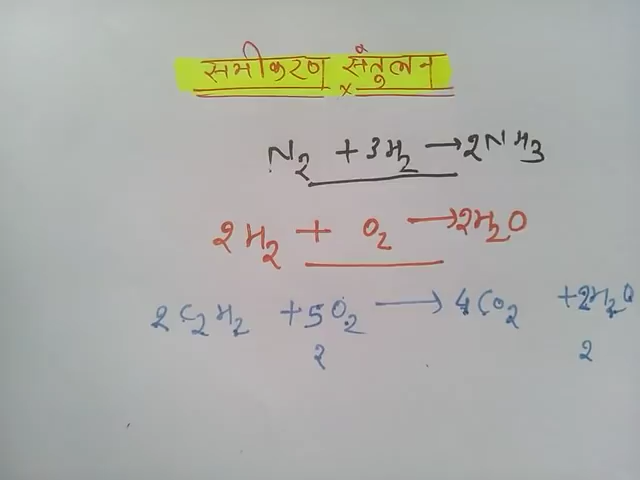 समीकरण संतुलन
N₂ + 3H₂ → 2NH₃
2H₂ + O₂ → 2H₂O
2C₂H₂ + 5O₂ → 4CO₂ + 2H₂O
2 2